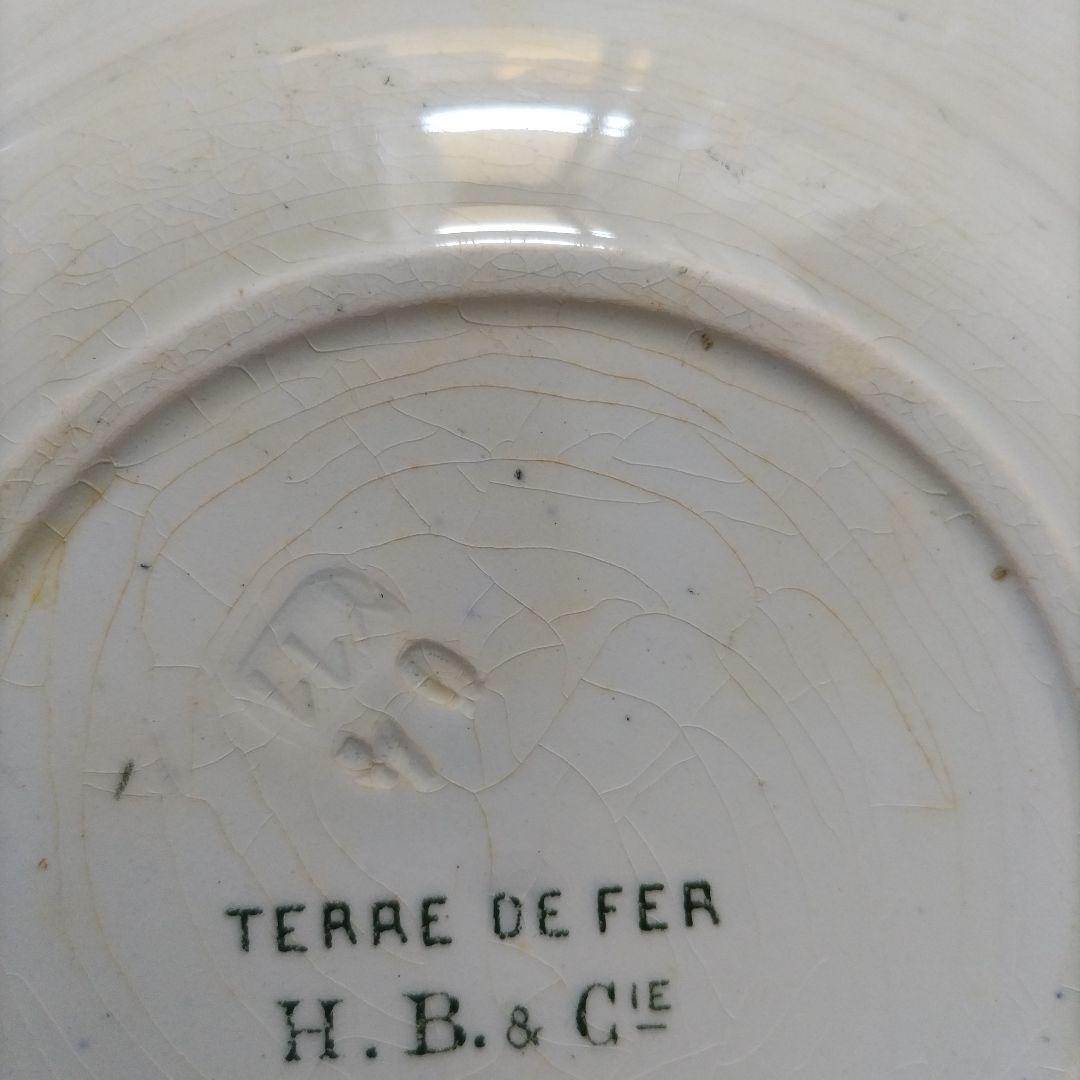 TERRE DE FER
H. B. & CIE